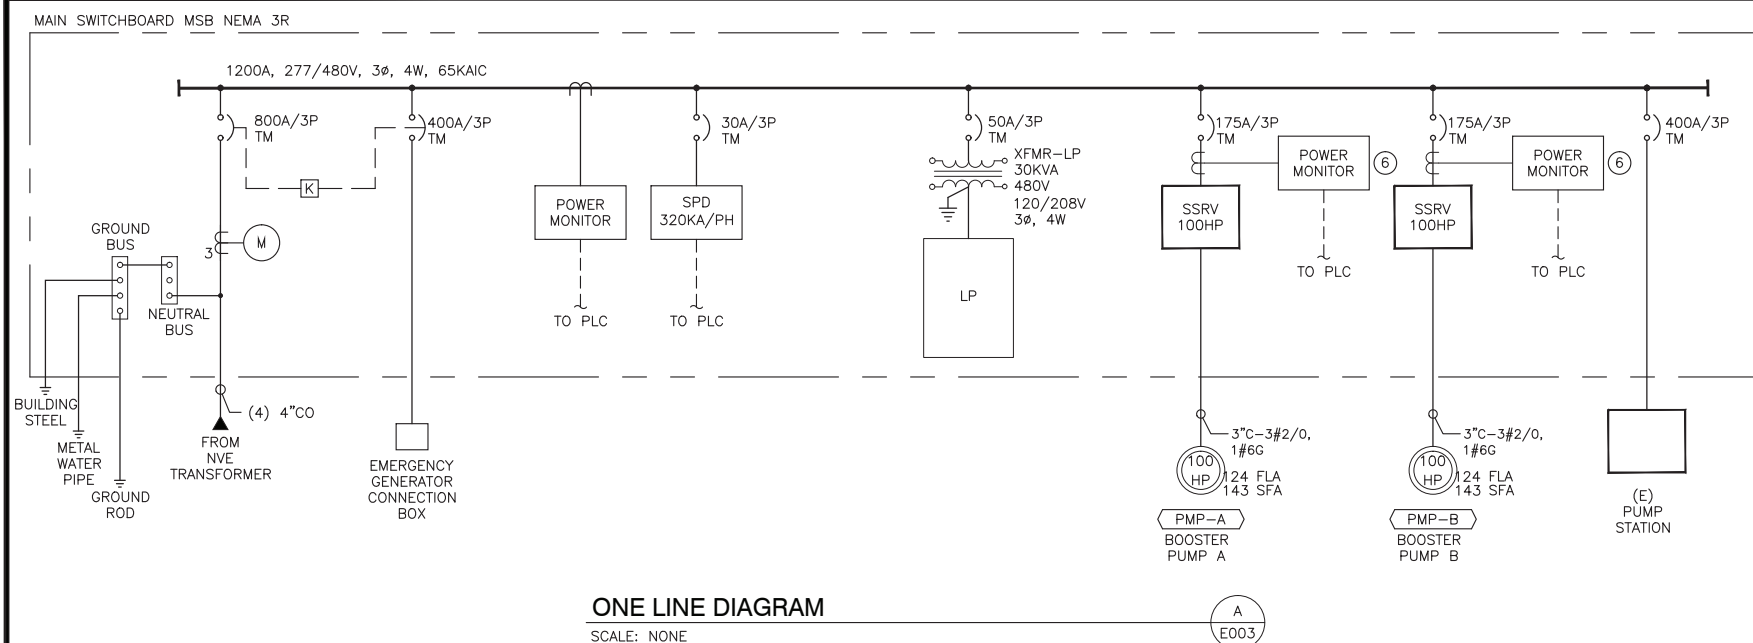 MAIN SWITCHBOARD MSB NEMA 3R
1200A, 277/480V, 3ø, 4W, 65KAIC
800A/3P
TM
400A/3P
TM
30A/3P
TM
50A/3P
TM
175A/3P
TM
175A/3P
TM
400A/3P
TM
K
XFMR-LP
30KVA
480V
120/208V
3ø, 4W
POWER
MONITOR
6
POWER
MONITOR
6
POWER
MONITOR
SPD
320KA/PH
SSRV
100HP
SSRV
100HP
GROUND
BUS
3
M
NEUTRAL
BUS
TO PLC
TO PLC
LP
TO PLC
TO PLC
BUILDING
STEEL
METAL
WATER
PIPE
GROUND
ROD
(4) 4"CO
FROM
NVE
TRANSFORMER
EMERGENCY
GENERATOR
CONNECTION
BOX
3"C-3#2/0,
1#6G
100
HP
124 FLA
143 SFA
PMP-A
BOOSTER
PUMP A
3"C-3#2/0,
1#6G
100
HP
124 FLA
143 SFA
PMP-B
BOOSTER
PUMP B
(E)
PUMP
STATION
ONE LINE DIAGRAM
SCALE: NONE
A
E003